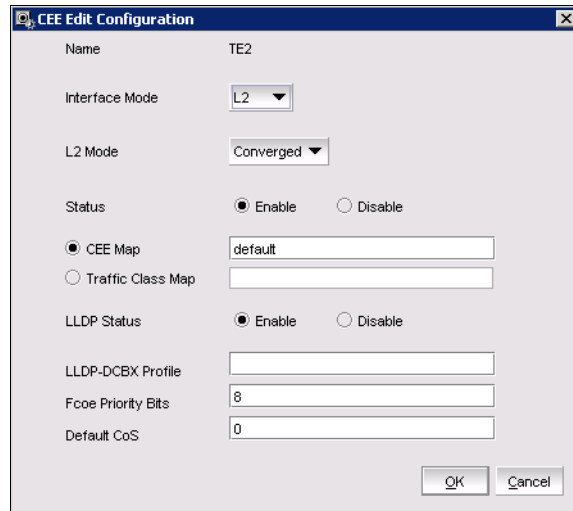 CEE Edit Configuration
Name TE2
Interface Mode L2
L2 Mode Converged
Status Enable Disable
CEE Map default
Traffic Class Map
LLDP Status Enable Disable
LLDP-DCBX Profile
Fcoe Priority Bits 8
Default CoS 0
OK Cancel